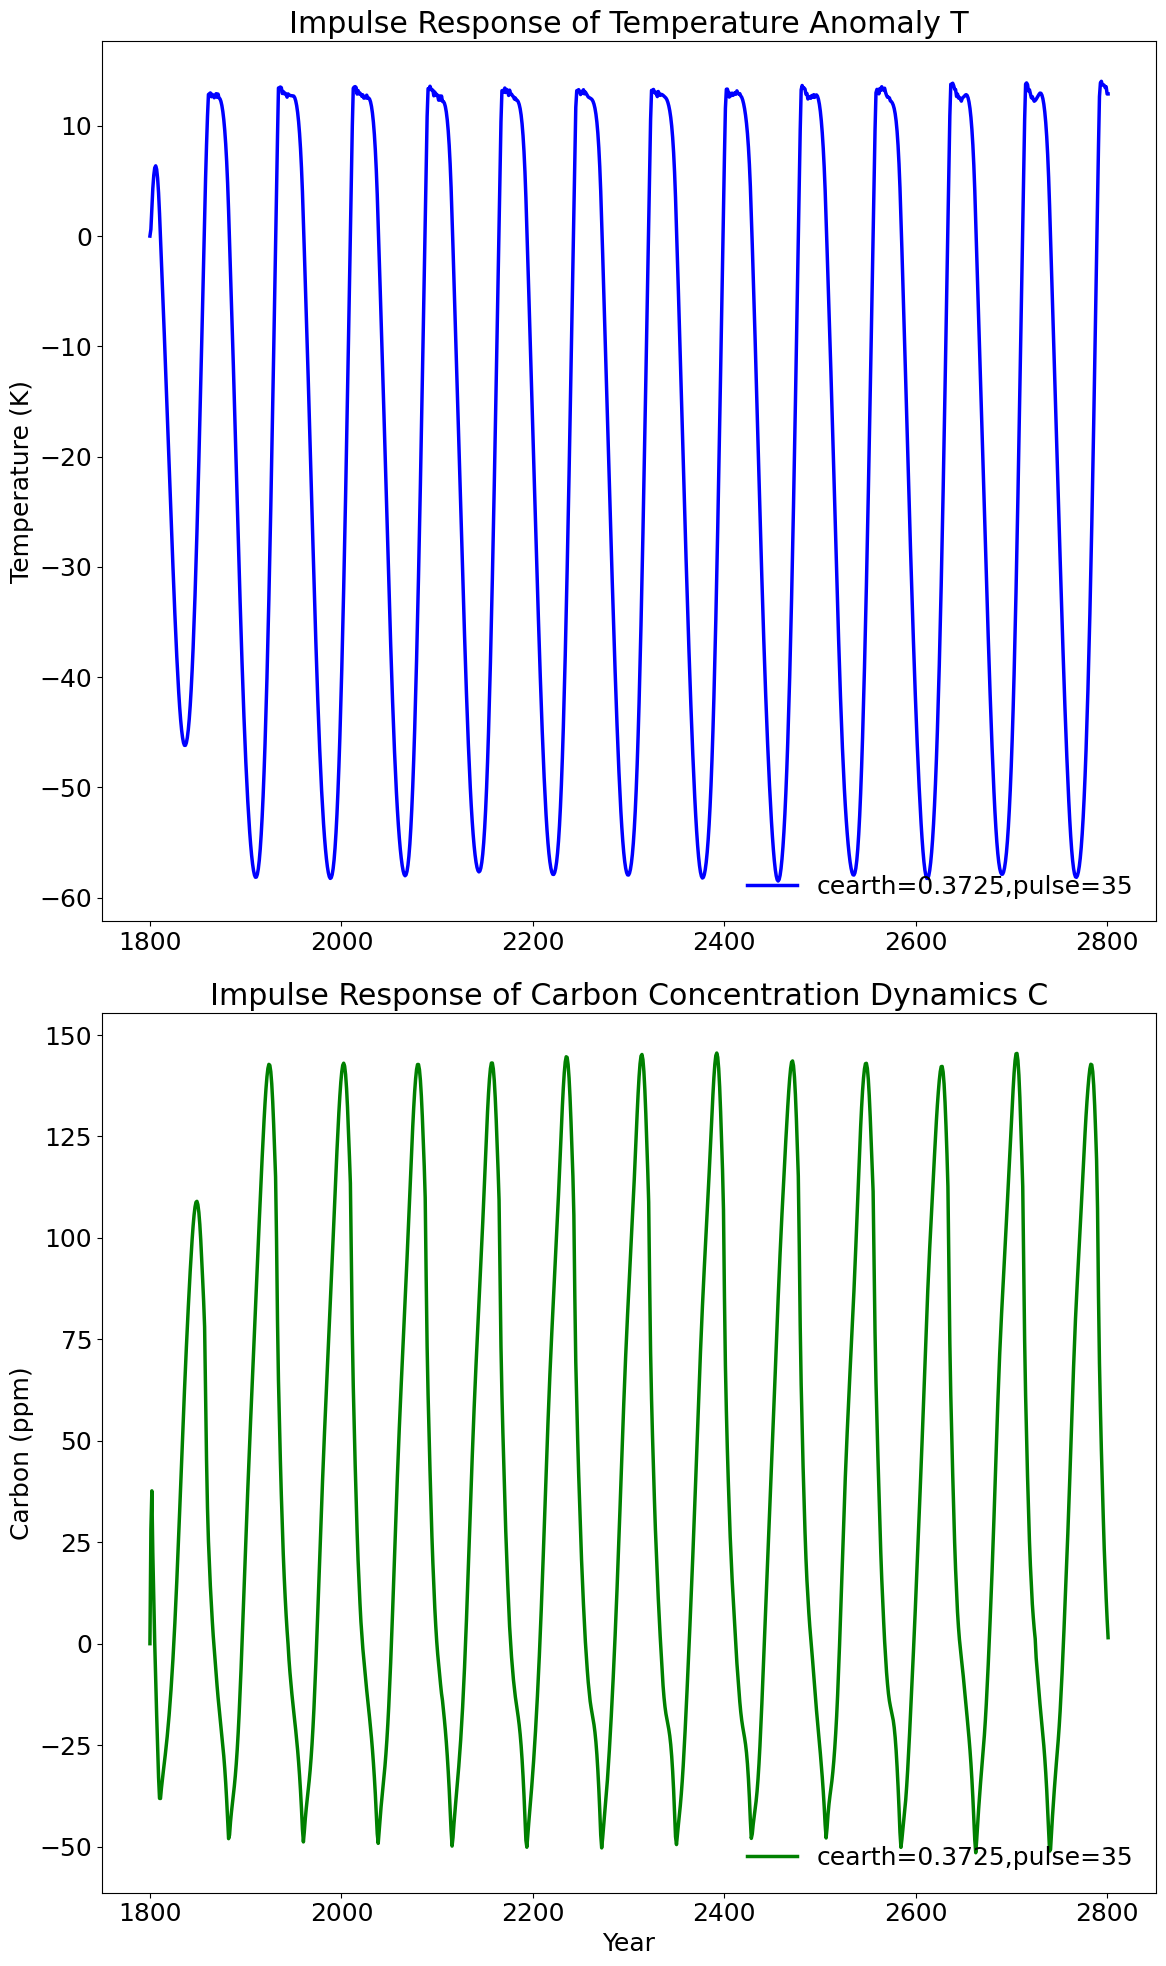 Impulse Response of Temperature Anomaly T
Temperature (K)
10
0
−10
−20
−30
−40
−50
−60
cearth=0.3725,pulse=35
1800 2000 2200 2400 2600 2800
Impulse Response of Carbon Concentration Dynamics C
Carbon (ppm)
150
125
100
75
50
25
0
−25
−50
cearth=0.3725,pulse=35
1800 2000 2200 2400 2600 2800
Year